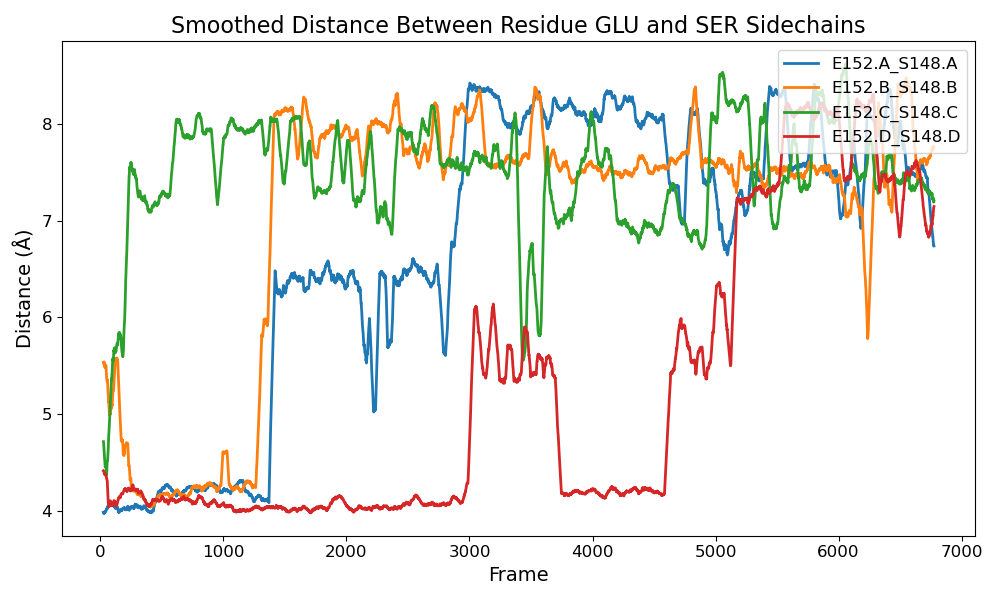 Smoothed Distance Between Residue GLU and SER Sidechains
E152.A_S148.A
E152.B_S148.B
E152.C_S148.C
E152.D_S148.D
8
7
6
5
4
Distance (Å)
0 1000 2000 3000 4000 5000 6000 7000
Frame